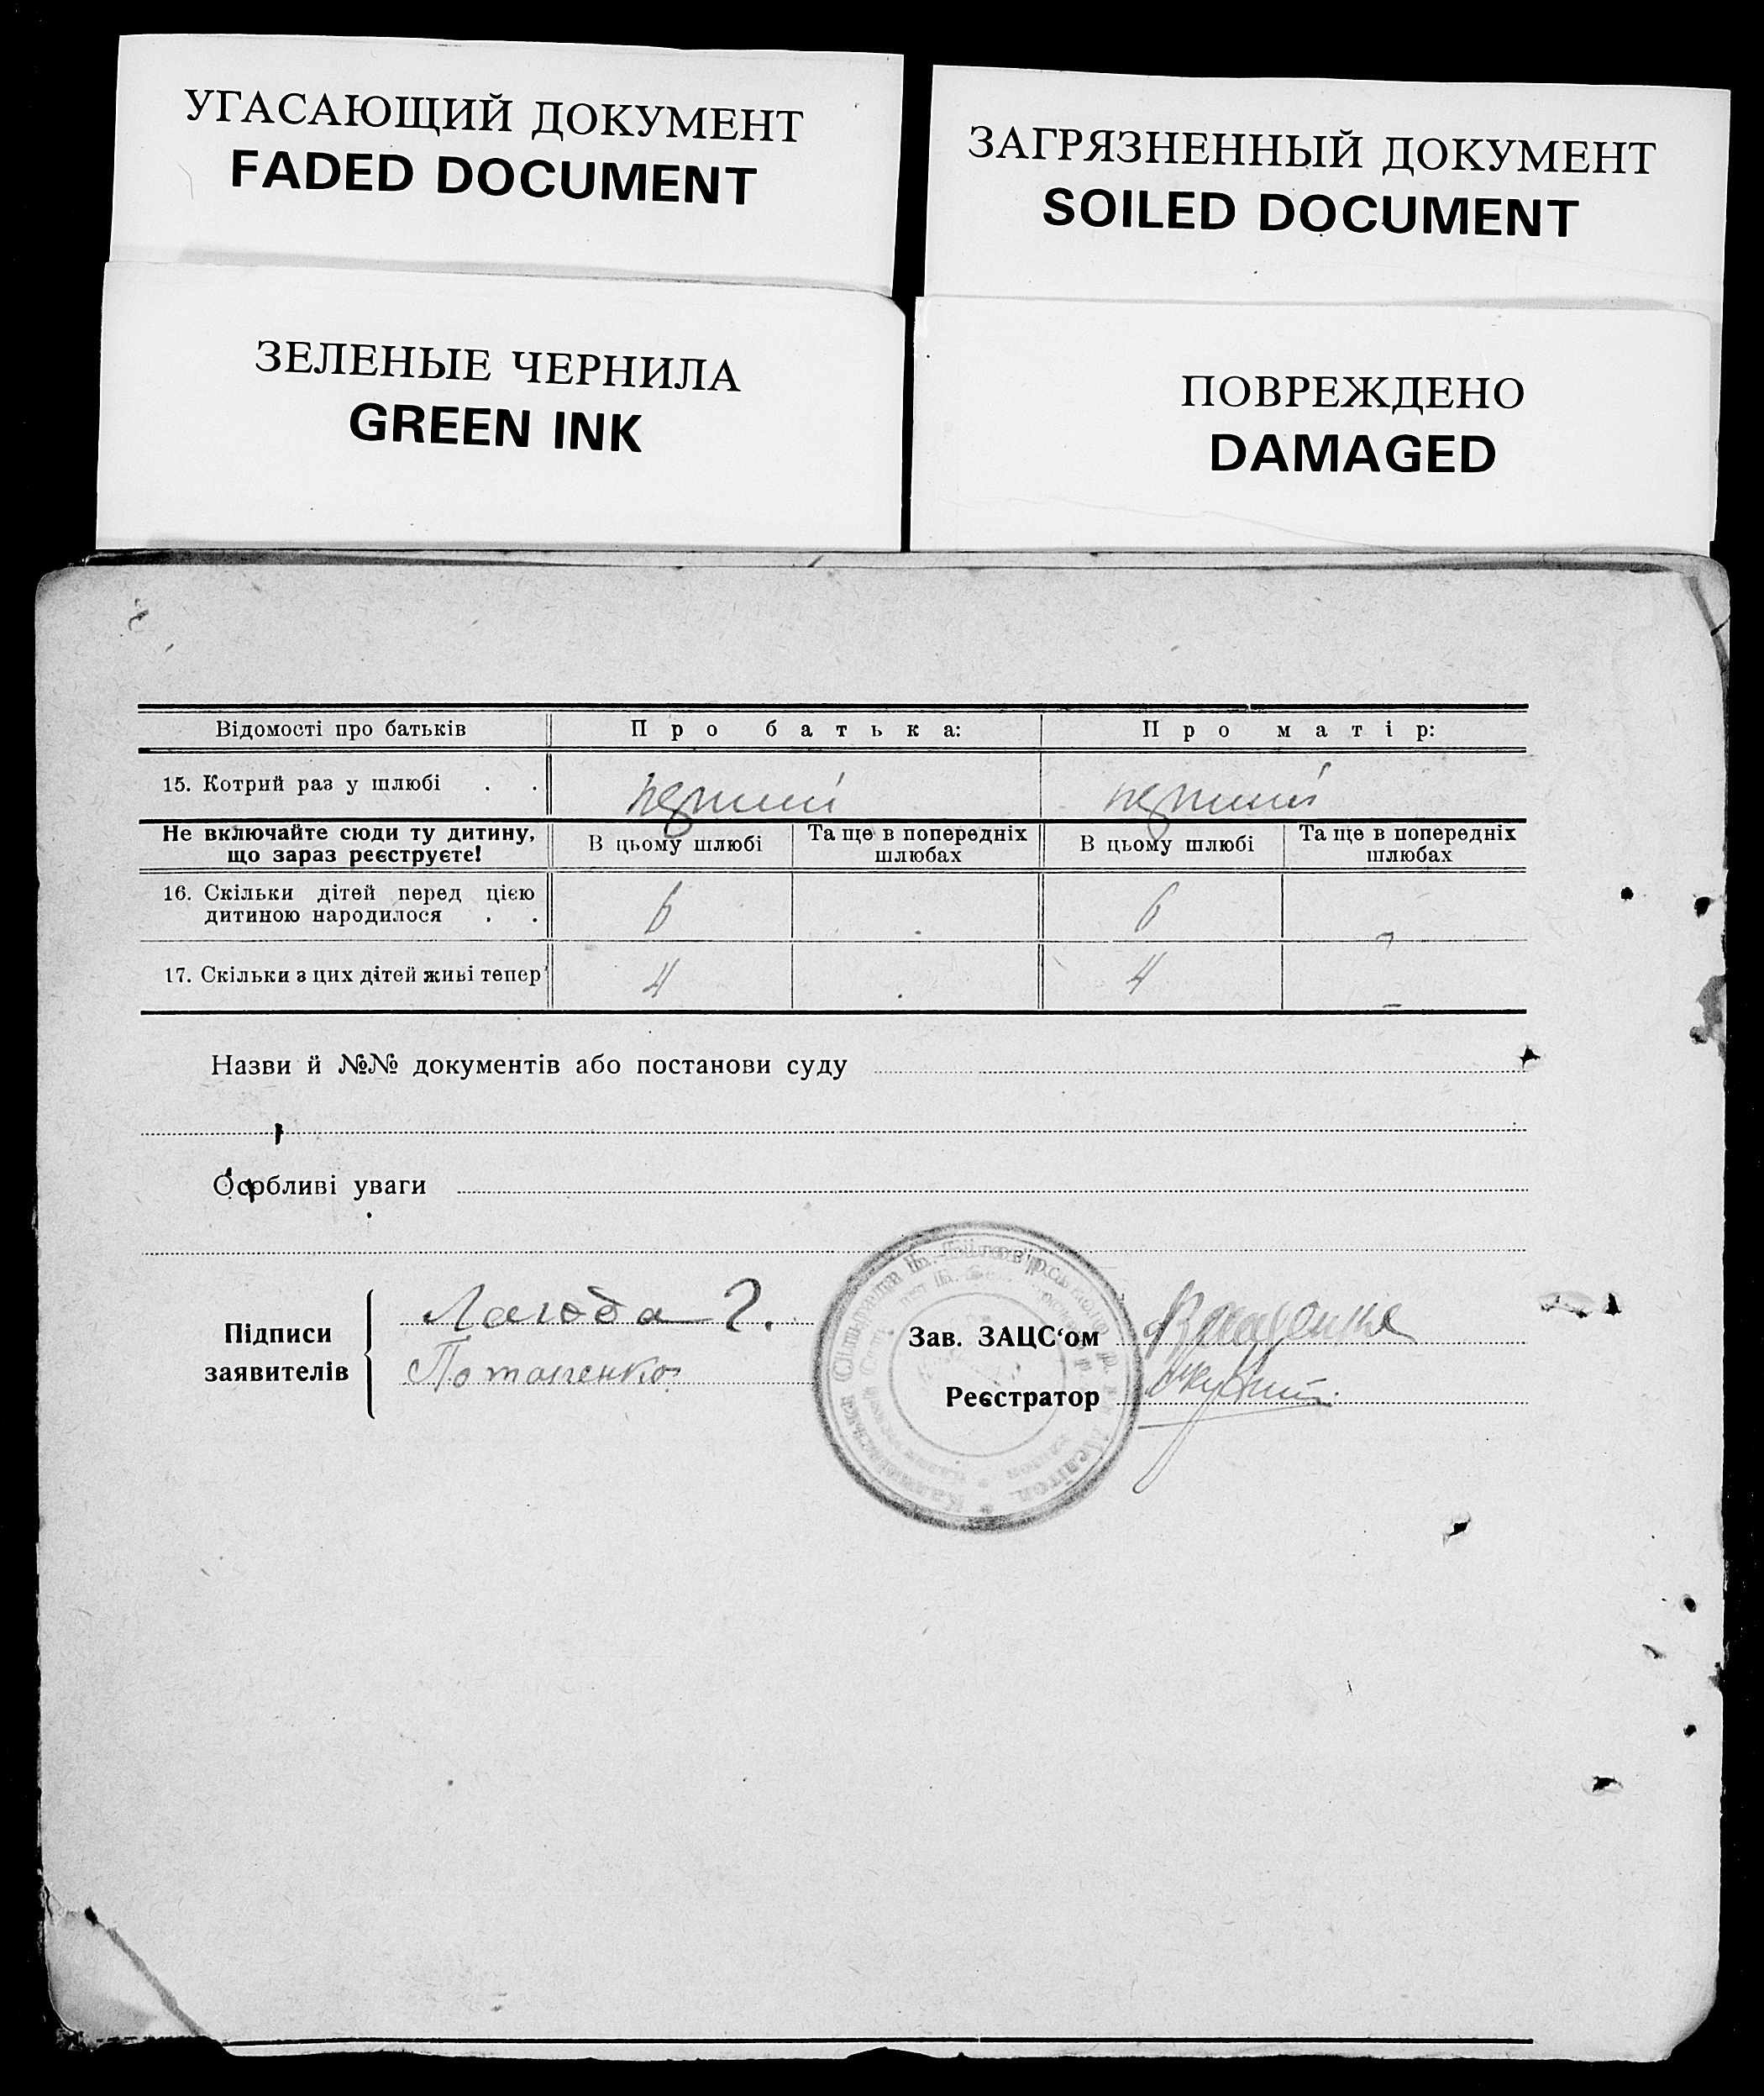 УГАСАЮЩИЙ ДОКУМЕНТ
FADED DOCUMENT
ЗАГРЯЗНЕННЫЙ ДОКУМЕНТ
SOILED DOCUMENT
ЗЕЛЕНЫЕ ЧЕРНИЛА
GREEN INK
ПОВРЕЖДЕНО
DAMAGED
Відомості про батьків Про батька: Про матір:
15. Котрий раз у шлюбі . . перший перший
Не включайте сюди ту дитину, що зараз реєструєте! В цьому шлюбі Та ще в попередніх шлюбах В цьому шлюбі Та ще в попередніх шлюбах
16. Скільки дітей перед цією
дитиною народилося . . 6 6 -
17. Скільки з цих дітей живі тепер 4 4 -
Назви й №№ документів або постанови суду
Особливі уваги
Підписи заявителів
Лагода Г.
Потапенко
Зав. ЗАЦС‘ом
Реєстратор
Сільрада
Мелітоп.